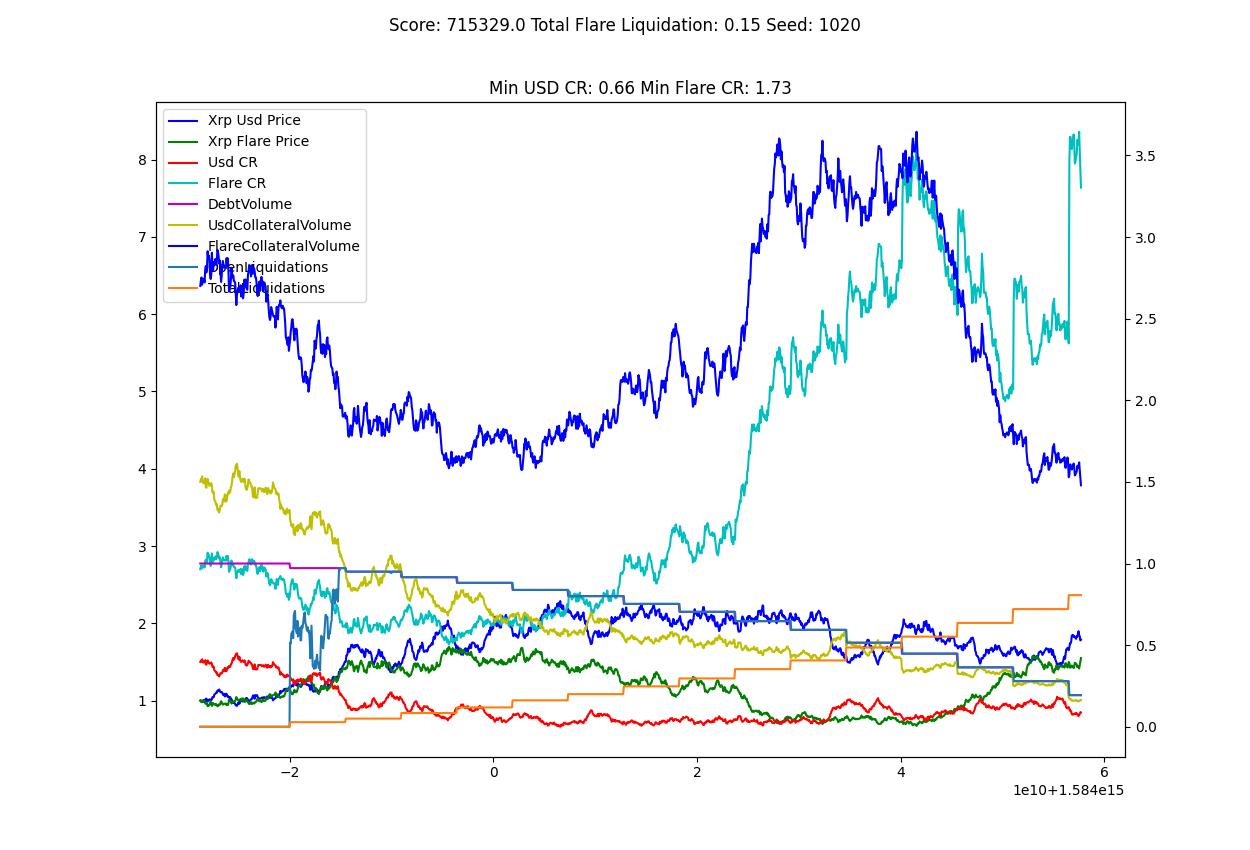 Score: 715329.0 Total Flare Liquidation: 0.15 Seed: 1020
Min USD CR: 0.66 Min Flare CR: 1.73
Xrp Usd Price
Xrp Flare Price
Usd CR
Flare CR
DebtVolume
UsdCollateralVolume
FlareCollateralVolume
OpenLiquidations
TotalLiquidations
8
7
6
5
4
3
2
1
3.5
3.0
2.5
2.0
1.5
1.0
0.5
0.0
−2
0
2
4
6
1e10+1.584e15